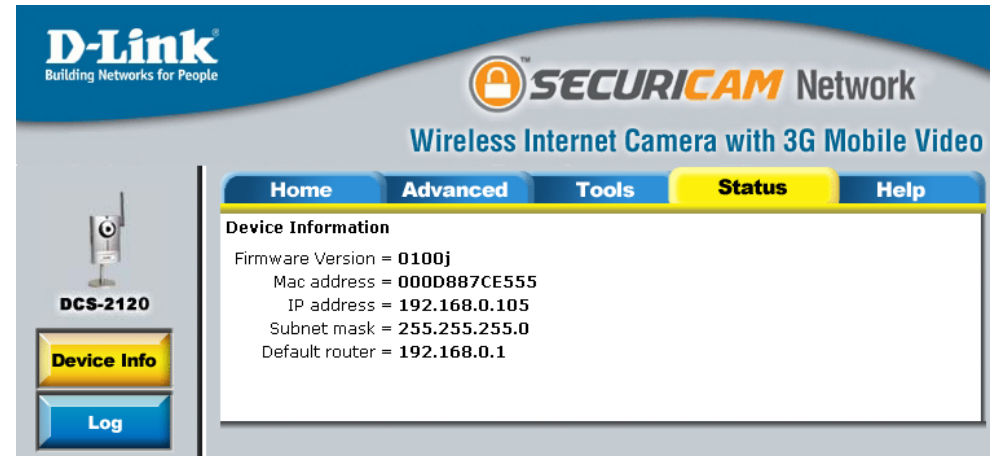 D-Link®
Building Networks for People
SECURICAM Network
™
Wireless Internet Camera with 3G Mobile Video
Home Advanced Tools Status Help
DCS-2120
Device Info
Log
Device Information
Firmware Version = 0100j
Mac address = 000D887CE555
IP address = 192.168.0.105
Subnet mask = 255.255.255.0
Default router = 192.168.0.1